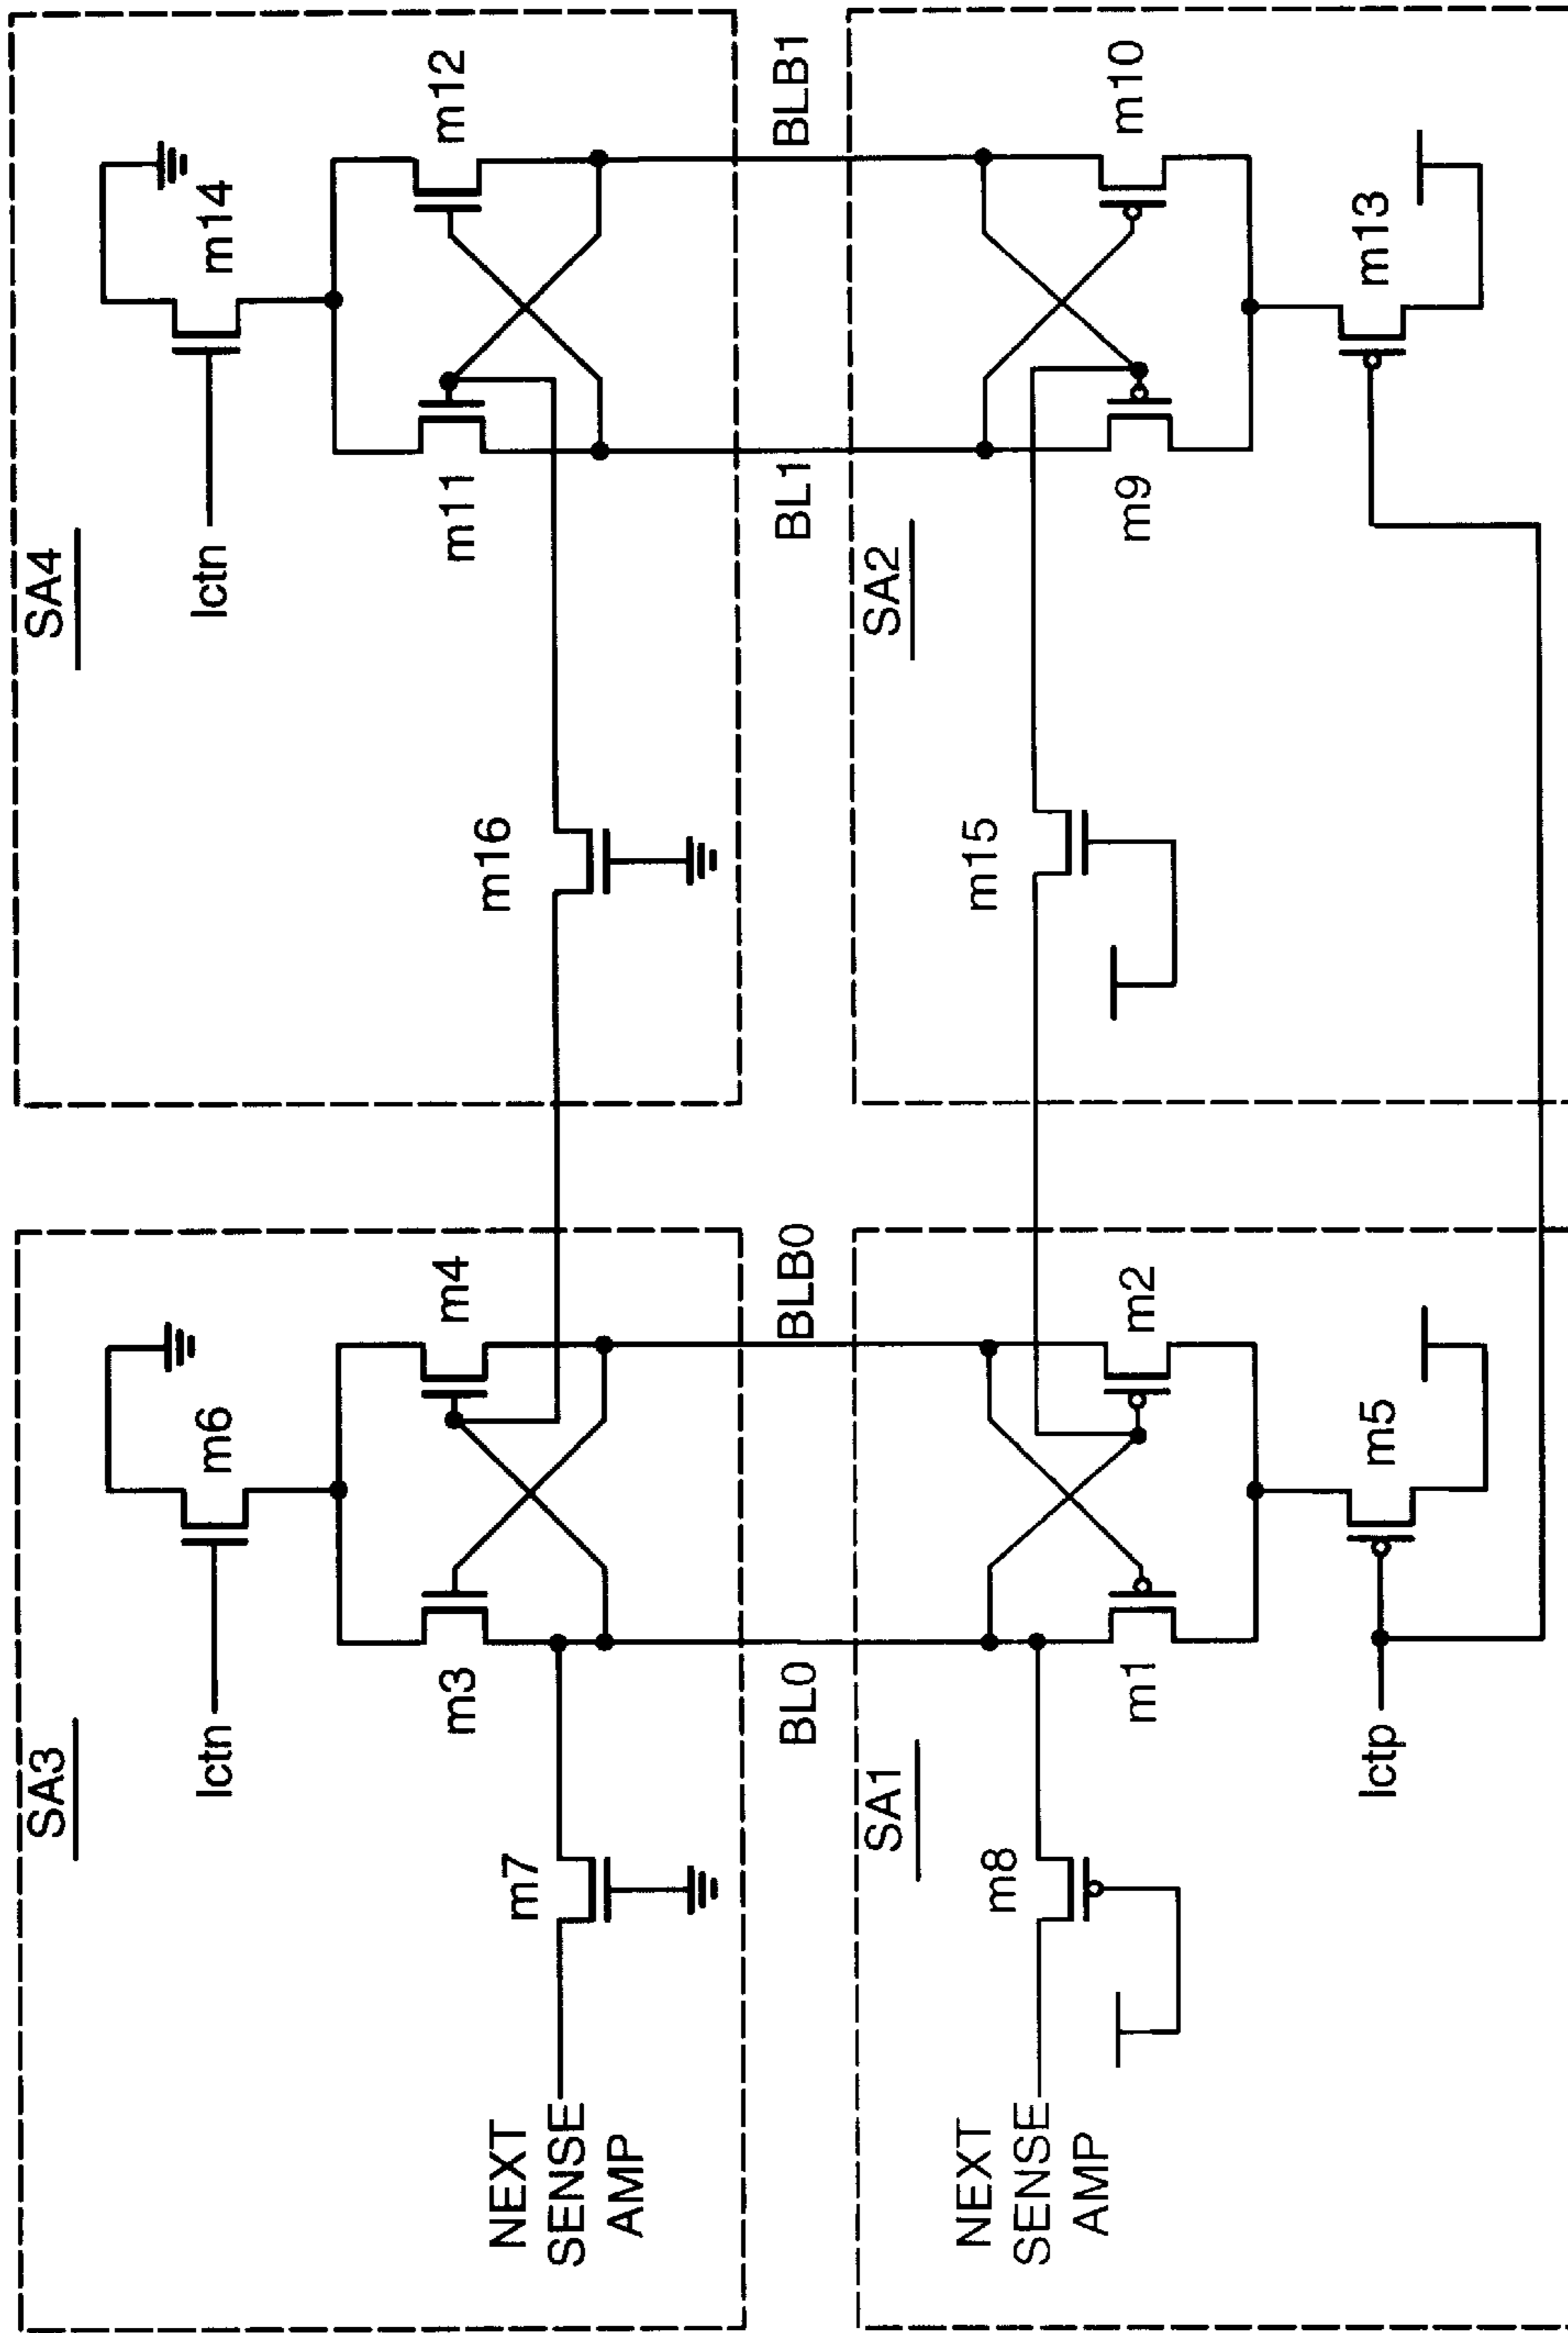 SA4
lctn
m14
m12
m11
m16
BL1
BLB1
SA2
m10
m9
m15
m13
SA3
lctn
m6
m4
m3
m7
NEXT
SENSE
AMP
BL0
BLB0
SA1
m2
m1
m8
NEXT
SENSE
AMP
m5
lctp